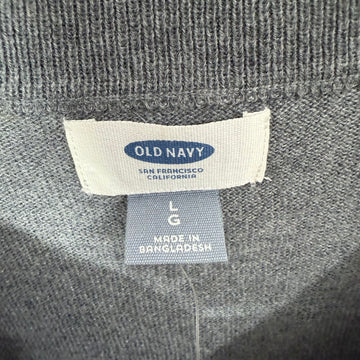 OLD NAVY
SAN FRANCISCO
CALIFORNIA
L
G
MADE IN
BANGLADESH